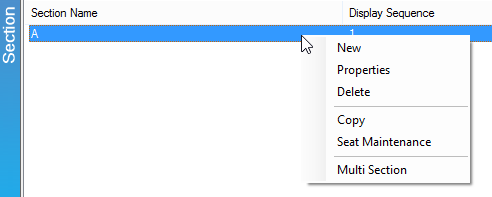 Section
Section Name Display Sequence
A 1
New
Properties
Delete
Copy
Seat Maintenance
Multi Section